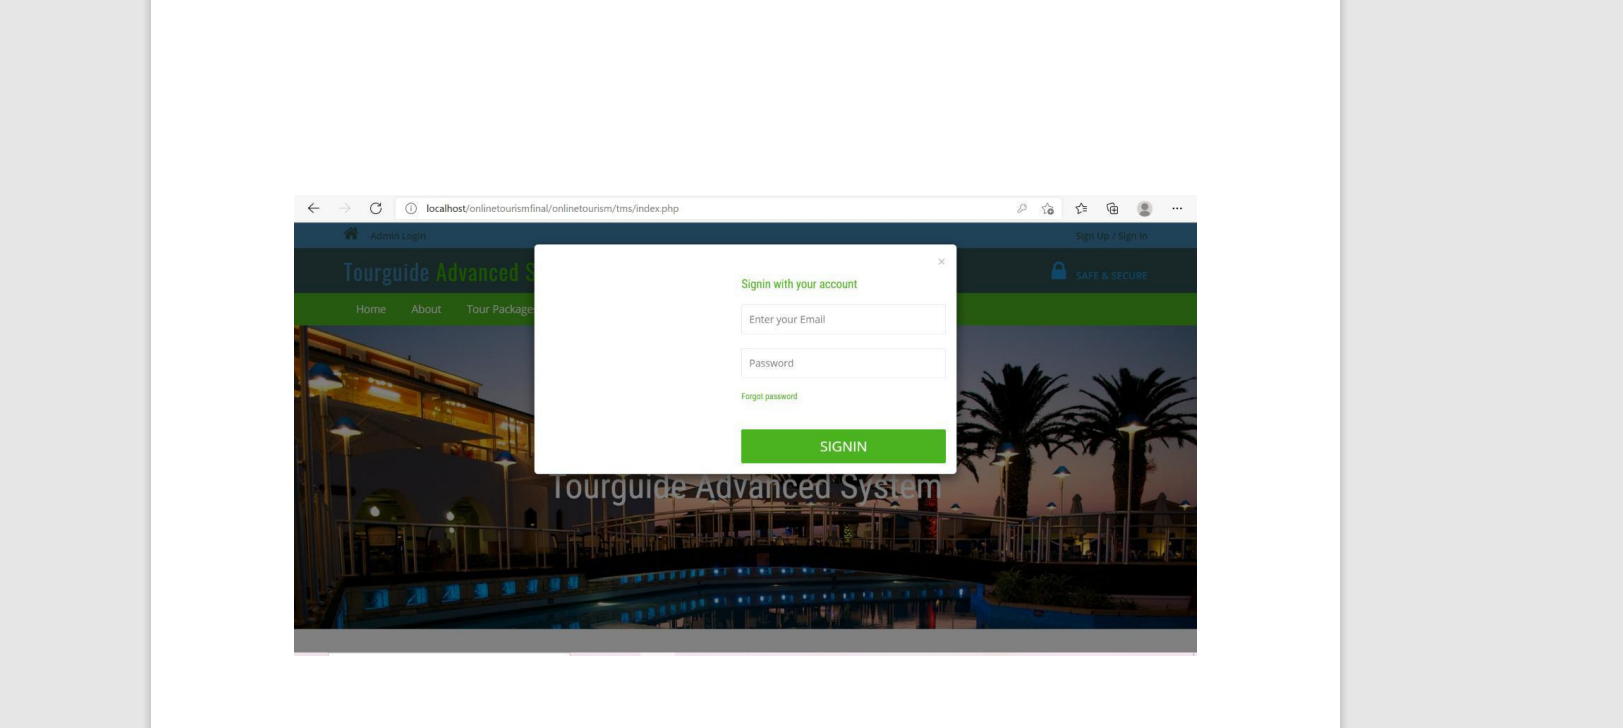 localhost/onlinetourismfinal/onlinetourism/tms/index.php
Admin Login
Sign Up / Sign In
Tourguide Advanced S
SAFE & SECURE
Home About Tour Package
×
Signin with your account
Enter your Email
Password
Forgot password
SIGNIN
Tourguide Advanced System